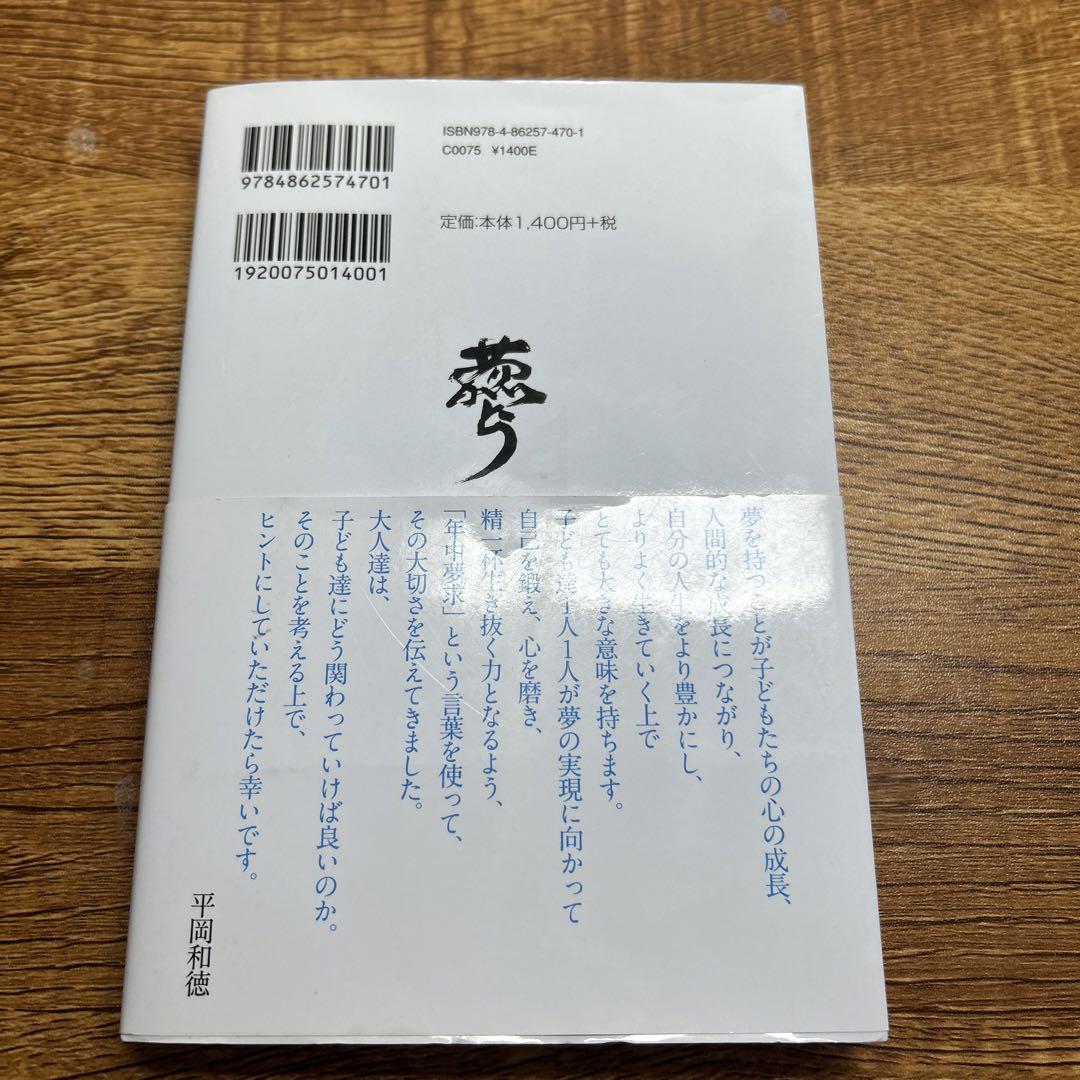 ISBN978-4-86257-470-1
C0075 ¥1400E
9784862574701
定価:本体1,400円+税
1920075014001
夢を持つことが子どもたちの心の成長、
人間的な成長につながり、
自分の人生をより豊かにし、
よりよく生きていく上で
とても大きな意味を持ちます。
子ども達1人1人が夢の実現に向かって
自己を鍛え、心を磨き、
精一杯生き抜く力となるよう、
「年中夢求」という言葉を使って、
その大切さを伝えてきました。
大人達は、
子ども達にどう関わっていけば良いのか。
そのことを考える上で、
ヒントにしていただけたら幸いです。
平岡和徳